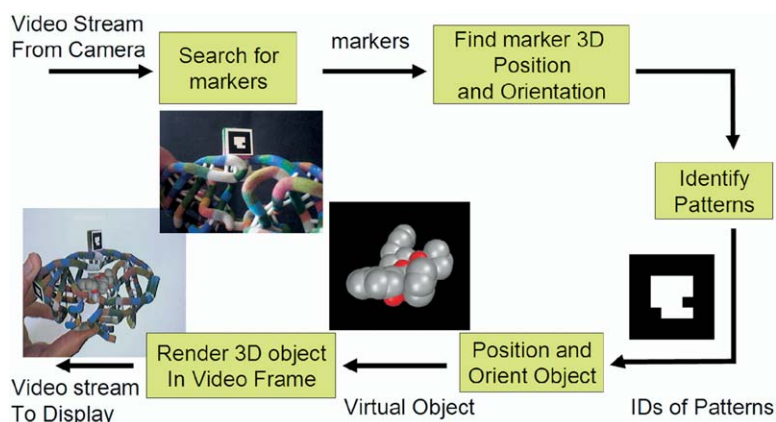 Video Stream
From Camera
Search for
markers
markers
Find marker 3D
Position
and Orientation
Identify
Patterns
IDs of Patterns
Position and
Orient Object
Virtual Object
Render 3D object
In Video Frame
Video stream
To Display